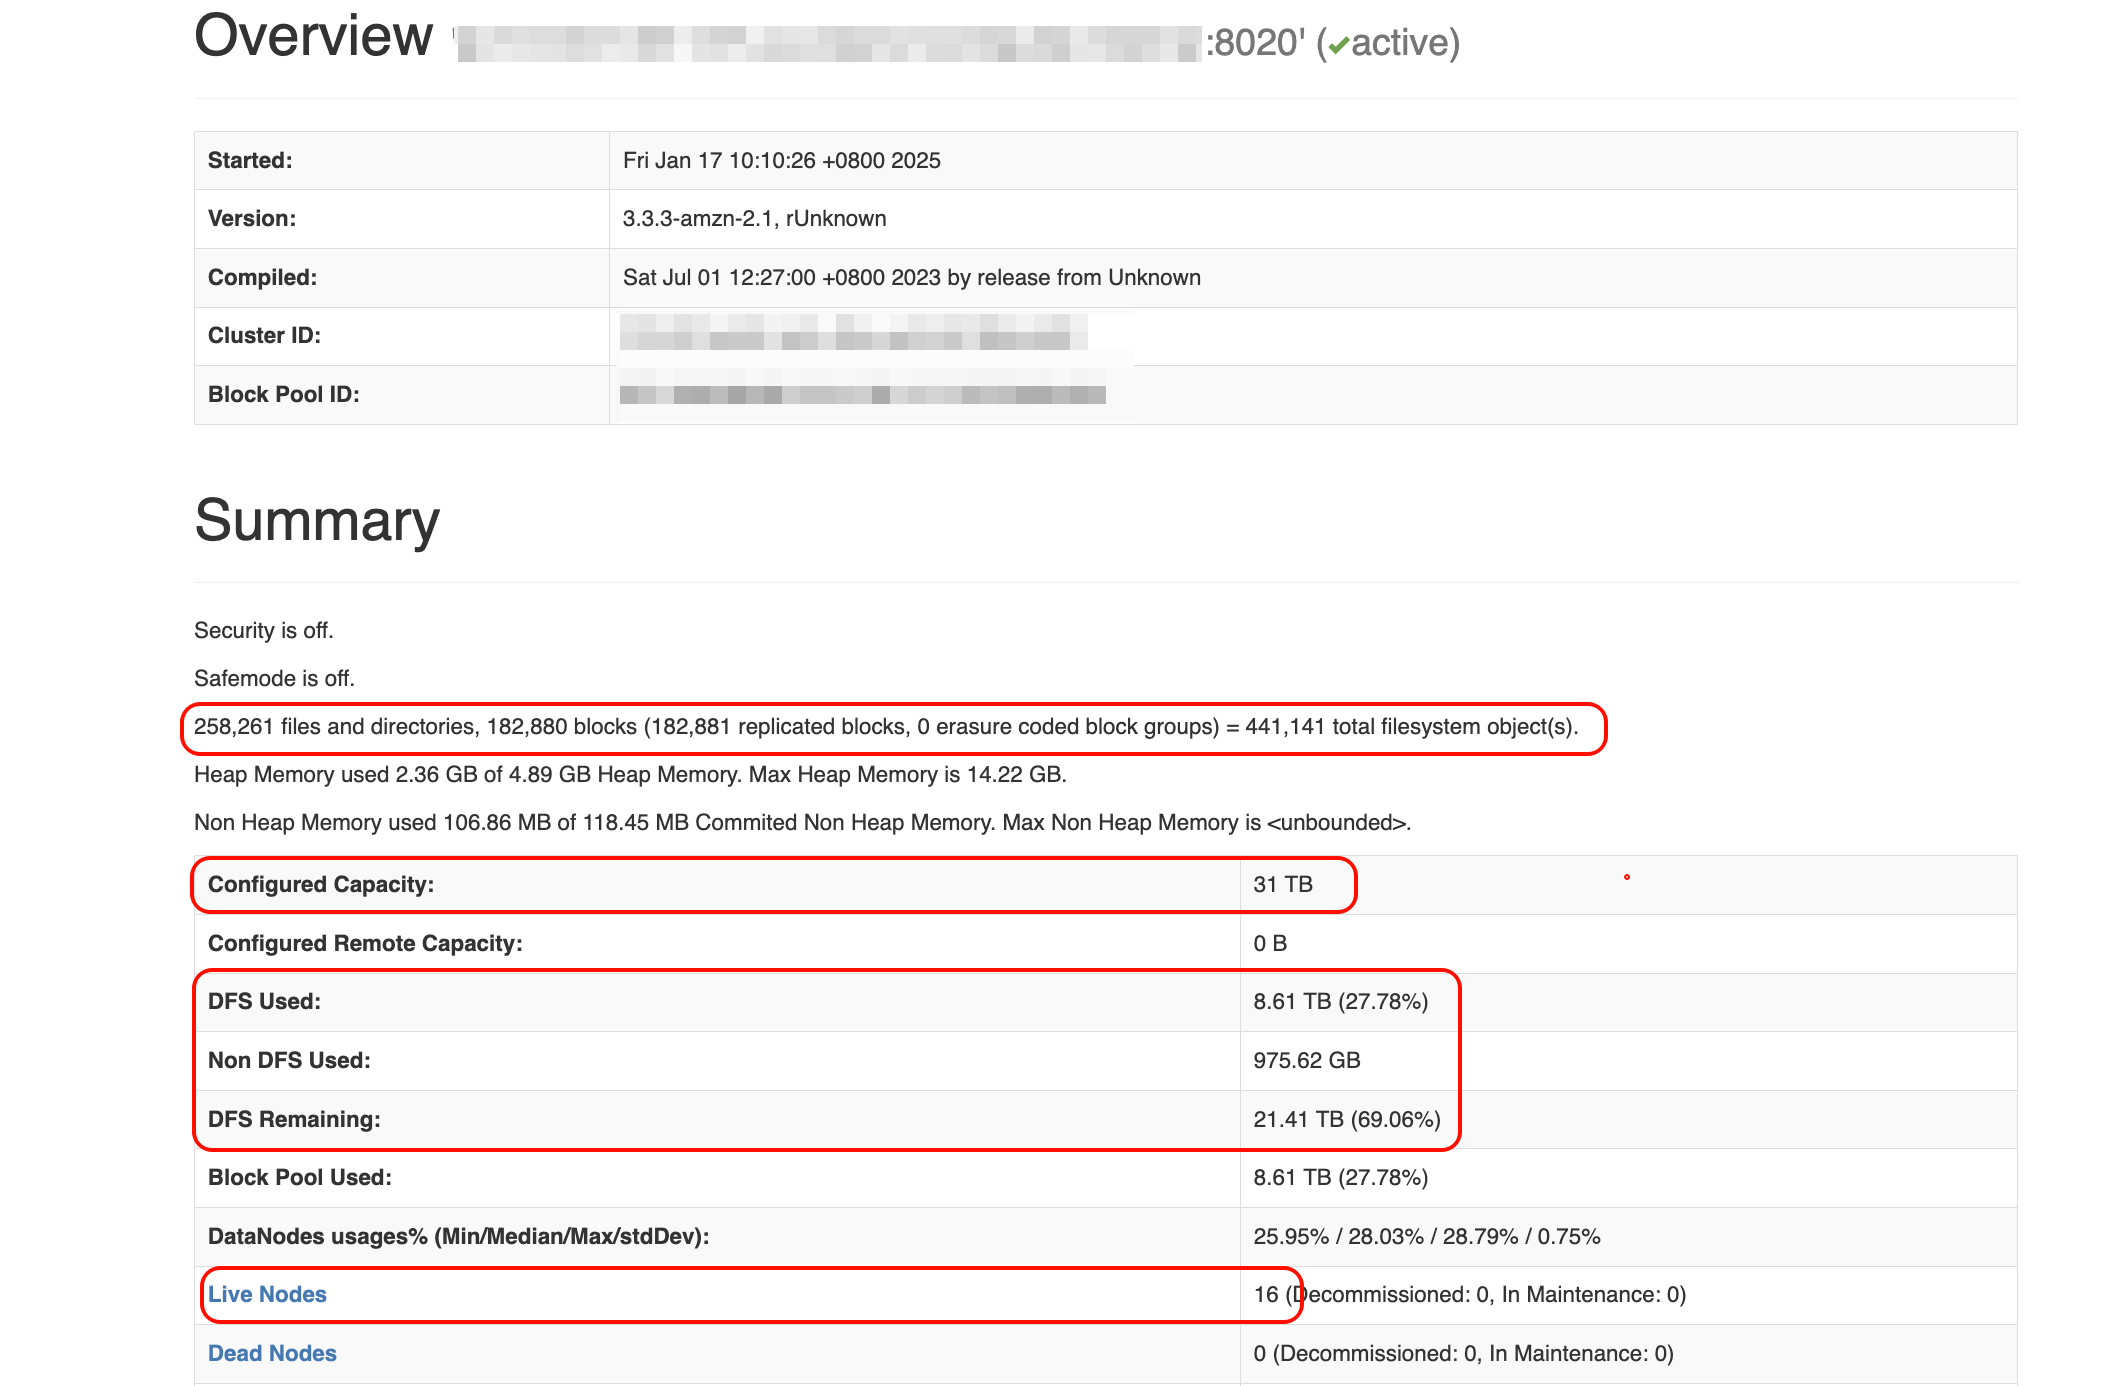 Overview ':8020' (✔active)
Started: Fri Jan 17 10:10:26 +0800 2025
Version: 3.3.3-amzn-2.1, rUnknown
Compiled: Sat Jul 01 12:27:00 +0800 2023 by release from Unknown
Cluster ID:
Block Pool ID:
Summary
Security is off.
Safemode is off.
258,261 files and directories, 182,880 blocks (182,881 replicated blocks, 0 erasure coded block groups) = 441,141 total filesystem object(s).
Heap Memory used 2.36 GB of 4.89 GB Heap Memory. Max Heap Memory is 14.22 GB.
Non Heap Memory used 106.86 MB of 118.45 MB Commited Non Heap Memory. Max Non Heap Memory is <unbounded>.
Configured Capacity: 31 TB
Configured Remote Capacity: 0 B
DFS Used: 8.61 TB (27.78%)
Non DFS Used: 975.62 GB
DFS Remaining: 21.41 TB (69.06%)
Block Pool Used: 8.61 TB (27.78%)
DataNodes usages% (Min/Median/Max/stdDev): 25.95% / 28.03% / 28.79% / 0.75%
Live Nodes 16 (Decommissioned: 0, In Maintenance: 0)
Dead Nodes 0 (Decommissioned: 0, In Maintenance: 0)